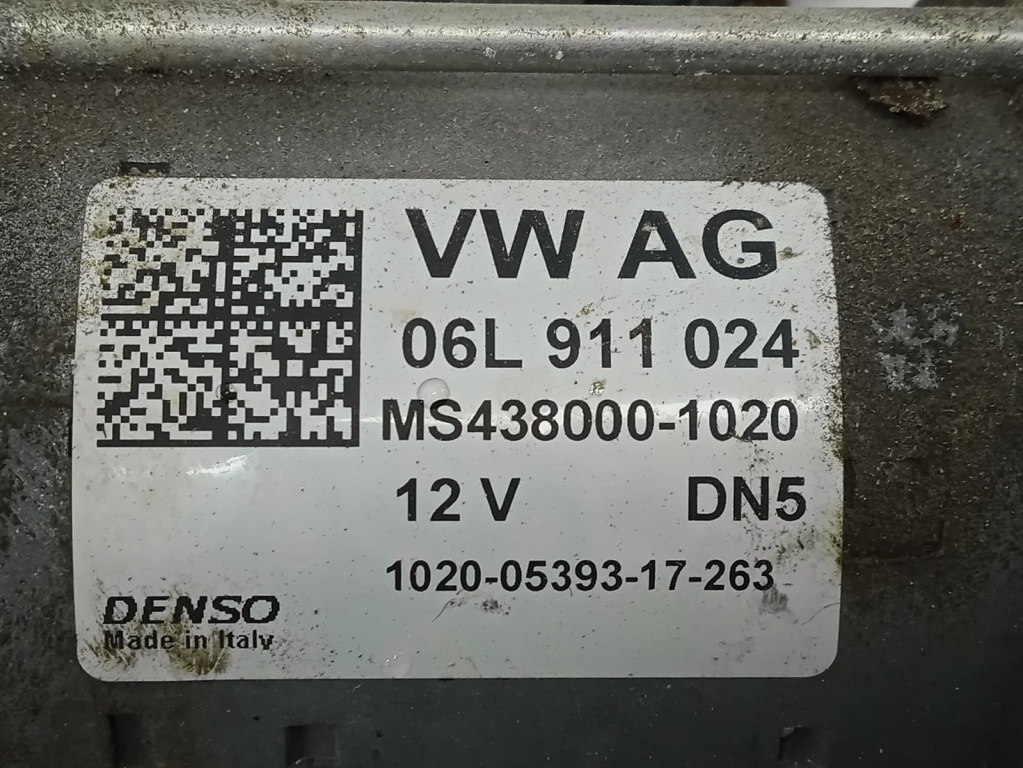 VW AG
06L 911 024
MS438000-1020
12 V DN5
1020-05393-17-263
DENSO
Made in Italy